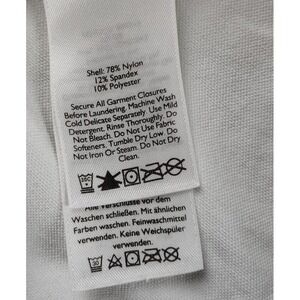 Shell: 78% Nylon
12% Spandex
10% Polyester
Secure All Garment Closures
Before Laundering. Machine Wash
Cold Delicate Separately. Use Mild
Detergent. Rinse Thoroughly. Do
Not Bleach. Do Not Use Fabric
Softeners. Tumble Dry Low. Do
Not Iron Or Steam. Do Not Dry
Clean.
Alle Verschlüsse vor dem
Waschen schließen. Mit ähnlichen
Farben waschen. Feinwaschmittel
verwenden. Keine Weichspüler
verwenden.
30